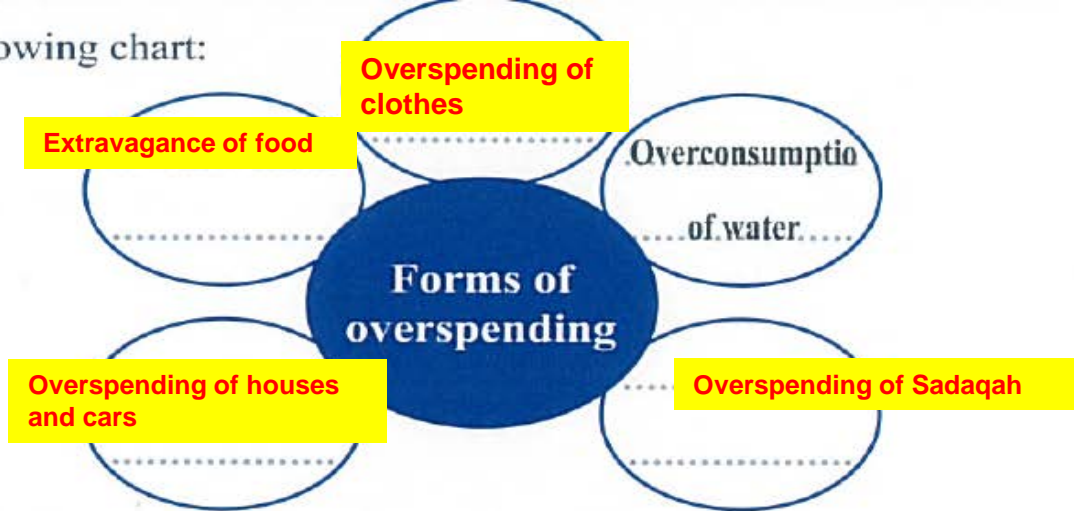 owing chart:
Overspending of
clothes
Extravagance of food
Overconsumptio
of water
Forms of
overspending
Overspending of houses
and cars
Overspending of Sadaqah